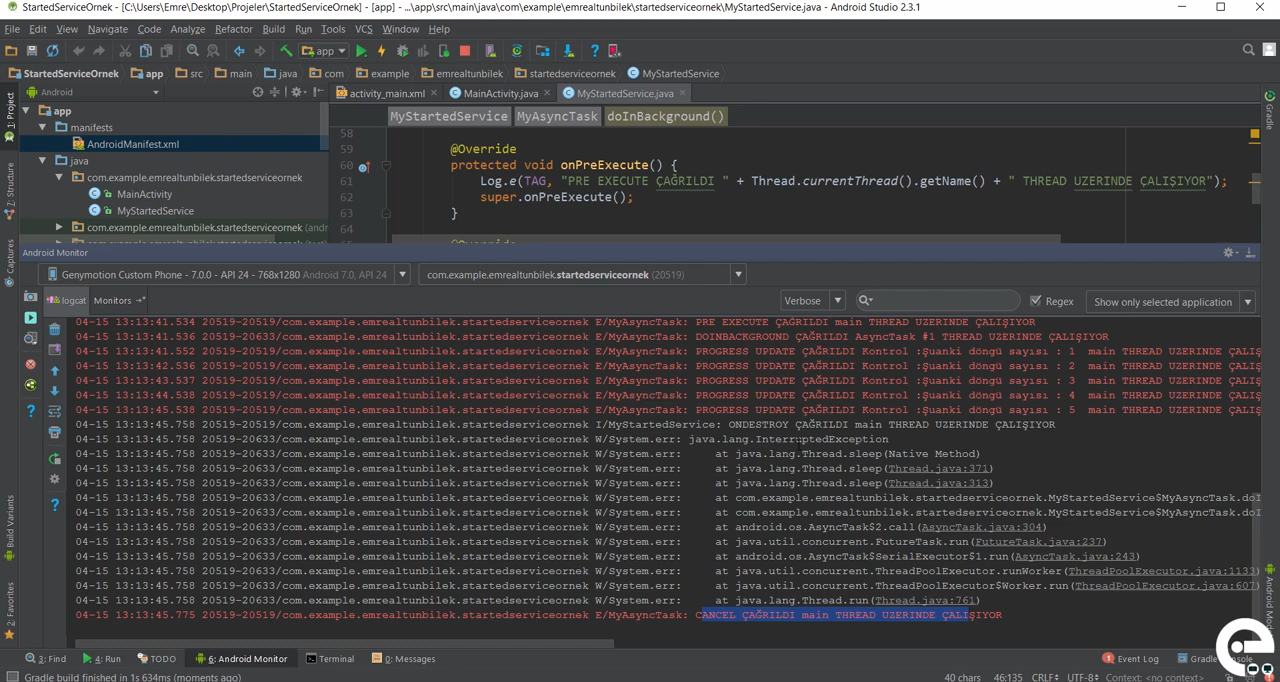 StartedServiceOrnek - [C:\Users\Emre\Desktop\Projeler\StartedServiceOrnek] - [app] - ...\app\src\main\java\com\example\emrealtunbilek\startedserviceornek\MyStartedService.java - Android Studio 2.3.1
File Edit View Navigate Code Analyze Refactor Build Run Tools VCS Window Help
app
StartedServiceOrnek app src main java com example emrealtunbilek startedserviceornek MyStartedService
Android
activity_main.xml MainActivity.java MyStartedService.java
1: Project
Gradle
app
manifests
AndroidManifest.xml
java
com.example.emrealtunbilek.startedserviceornek
MainActivity
MyStartedService
com.example.emrealtunbilek.startedserviceornek (andr
MyStartedService MyAsyncTask doInBackground()
58
59 @Override
60 protected void onPreExecute() {
61 Log.e(TAG, "PRE EXECUTE ÇAĞRILDI " + Thread.currentThread().getName() + " THREAD UZERINDE ÇALIŞIYOR");
62 super.onPreExecute();
63 }
64
Z: Structure
Captures
Android Monitor
Genymotion Custom Phone - 7.0.0 - API 24 - 768x1280 Android 7.0, API 24 com.example.emrealtunbilek.startedserviceornek (20519)
logcat Monitors Verbose Regex Show only selected application
04-15 13:13:41.534 20519-20519/com.example.emrealtunbilek.startedserviceornek E/MyAsyncTask: PRE EXECUTE ÇAĞRILDI main THREAD UZERINDE ÇALIŞIYOR
04-15 13:13:41.536 20519-20633/com.example.emrealtunbilek.startedserviceornek E/MyAsyncTask: DOINBACKGROUND ÇAĞRILDI AsyncTask #1 THREAD UZERINDE ÇALIŞIYOR
04-15 13:13:41.552 20519-20519/com.example.emrealtunbilek.startedserviceornek E/MyAsyncTask: PROGRESS UPDATE ÇAĞRILDI Kontrol :Şuanki döngü sayısı : 1 main THREAD UZERINDE ÇALIŞ
04-15 13:13:42.536 20519-20519/com.example.emrealtunbilek.startedserviceornek E/MyAsyncTask: PROGRESS UPDATE ÇAĞRILDI Kontrol :Şuanki döngü sayısı : 2 main THREAD UZERINDE ÇALIŞ
04-15 13:13:43.537 20519-20519/com.example.emrealtunbilek.startedserviceornek E/MyAsyncTask: PROGRESS UPDATE ÇAĞRILDI Kontrol :Şuanki döngü sayısı : 3 main THREAD UZERINDE ÇALIŞ
04-15 13:13:44.538 20519-20519/com.example.emrealtunbilek.startedserviceornek E/MyAsyncTask: PROGRESS UPDATE ÇAĞRILDI Kontrol :Şuanki döngü sayısı : 4 main THREAD UZERINDE ÇALIŞ
04-15 13:13:45.538 20519-20519/com.example.emrealtunbilek.startedserviceornek E/MyAsyncTask: PROGRESS UPDATE ÇAĞRILDI Kontrol :Şuanki döngü sayısı : 5 main THREAD UZERINDE ÇALIŞ
04-15 13:13:45.758 20519-20519/com.example.emrealtunbilek.startedserviceornek I/MyStartedService: ONDESTROY ÇAĞRILDI main THREAD UZERINDE ÇALIŞIYOR
04-15 13:13:45.758 20519-20633/com.example.emrealtunbilek.startedserviceornek W/System.err: java.lang.InterruptedException
04-15 13:13:45.758 20519-20633/com.example.emrealtunbilek.startedserviceornek W/System.err: at java.lang.Thread.sleep(Native Method)
04-15 13:13:45.758 20519-20633/com.example.emrealtunbilek.startedserviceornek W/System.err: at java.lang.Thread.sleep(Thread.java:371)
04-15 13:13:45.758 20519-20633/com.example.emrealtunbilek.startedserviceornek W/System.err: at java.lang.Thread.sleep(Thread.java:313)
04-15 13:13:45.758 20519-20633/com.example.emrealtunbilek.startedserviceornek W/System.err: at com.example.emrealtunbilek.startedserviceornek.MyStartedService$MyAsyncTask.doI
04-15 13:13:45.758 20519-20633/com.example.emrealtunbilek.startedserviceornek W/System.err: at com.example.emrealtunbilek.startedserviceornek.MyStartedService$MyAsyncTask.doI
04-15 13:13:45.758 20519-20633/com.example.emrealtunbilek.startedserviceornek W/System.err: at android.os.AsyncTask$2.call(AsyncTask.java:304)
04-15 13:13:45.758 20519-20633/com.example.emrealtunbilek.startedserviceornek W/System.err: at java.util.concurrent.FutureTask.run(FutureTask.java:237)
04-15 13:13:45.758 20519-20633/com.example.emrealtunbilek.startedserviceornek W/System.err: at android.os.AsyncTask$SerialExecutor$1.run(AsyncTask.java:243)
04-15 13:13:45.758 20519-20633/com.example.emrealtunbilek.startedserviceornek W/System.err: at java.util.concurrent.ThreadPoolExecutor.runWorker(ThreadPoolExecutor.java:1133)
04-15 13:13:45.758 20519-20633/com.example.emrealtunbilek.startedserviceornek W/System.err: at java.util.concurrent.ThreadPoolExecutor$Worker.run(ThreadPoolExecutor.java:607)
04-15 13:13:45.758 20519-20633/com.example.emrealtunbilek.startedserviceornek W/System.err: at java.lang.Thread.run(Thread.java:761)
04-15 13:13:45.775 20519-20519/com.example.emrealtunbilek.startedserviceornek E/MyAsyncTask: CANCEL ÇAĞRILDI main THREAD UZERINDE ÇALIŞIYOR
Build Variants
2: Favorites
3: Find 4: Run TODO 6: Android Monitor Terminal 0: Messages 1 Event Log Gradle
Gradle build finished in 1s 634ms (moments ago) 40 chars 46:135 CRLF UTF-8 Context: <no context>